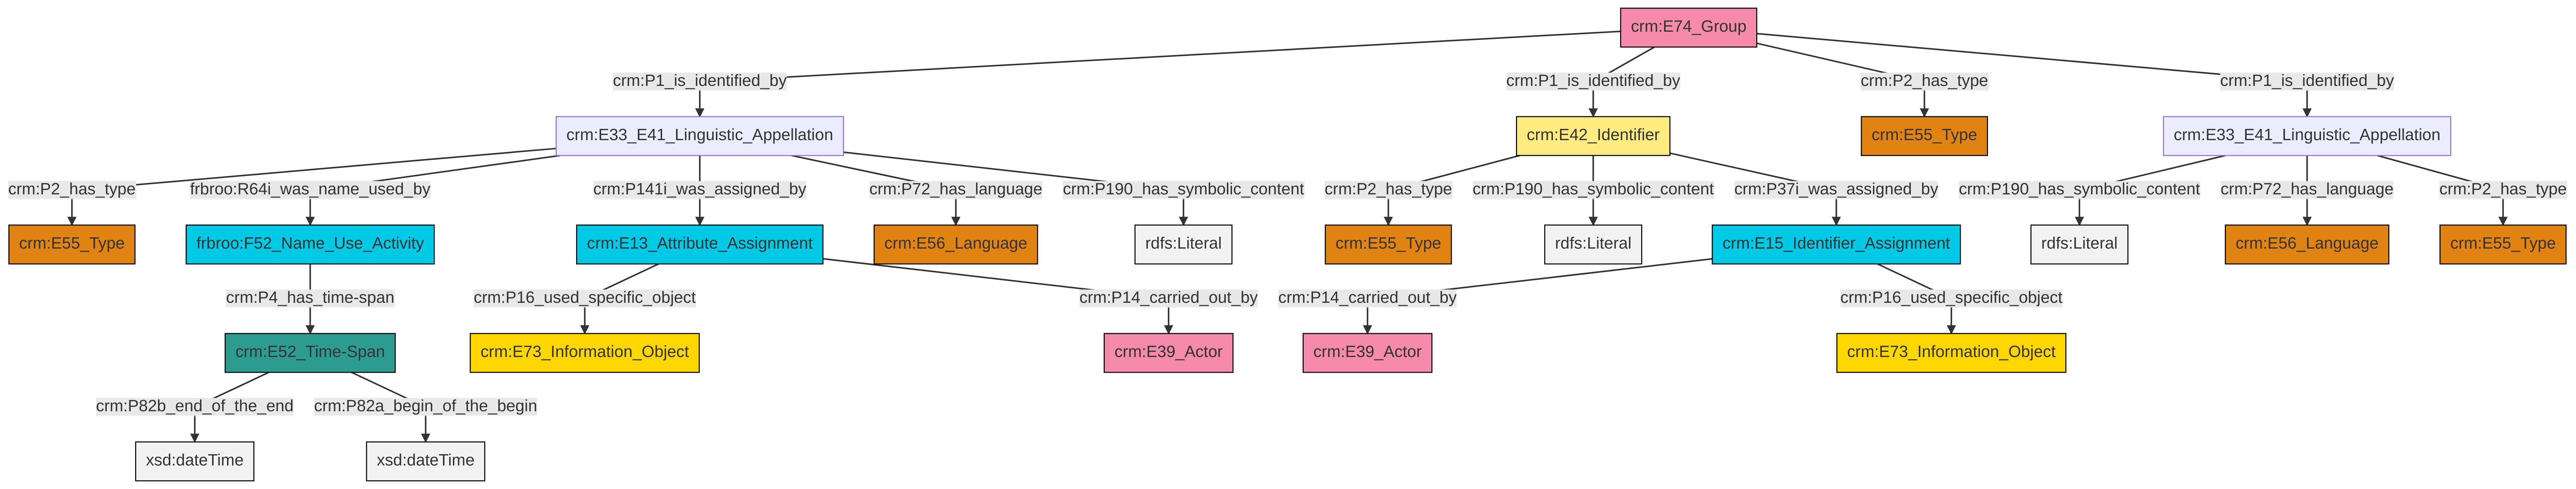 crm:E74_Group
crm:P1_is_identified_by crm:P1_is_identified_by crm:P2_has_type crm:P1_is_identified_by
crm:E33_E41_Linguistic_Appellation crm:E42_Identifier crm:E55_Type crm:E33_E41_Linguistic_Appellation
crm:P2_has_type frbroo:R64i_was_name_used_by crm:P141i_was_assigned_by crm:P72_has_language crm:P190_has_symbolic_content crm:P2_has_type crm:P190_has_symbolic_content crm:P37i_was_assigned_by crm:P190_has_symbolic_content crm:P72_has_language crm:P2_has_type
crm:E55_Type frbroo:F52_Name_Use_Activity crm:E13_Attribute_Assignment crm:E56_Language rdfs:Literal crm:E55_Type rdfs:Literal crm:E15_Identifier_Assignment rdfs:Literal crm:E56_Language crm:E55_Type
crm:P4_has_time-span crm:P16_used_specific_object crm:P14_carried_out_by crm:P14_carried_out_by crm:P16_used_specific_object
crm:E52_Time-Span crm:E73_Information_Object crm:E39_Actor crm:E39_Actor crm:E73_Information_Object
crm:P82b_end_of_the_end crm:P82a_begin_of_the_begin
xsd:dateTime xsd:dateTime